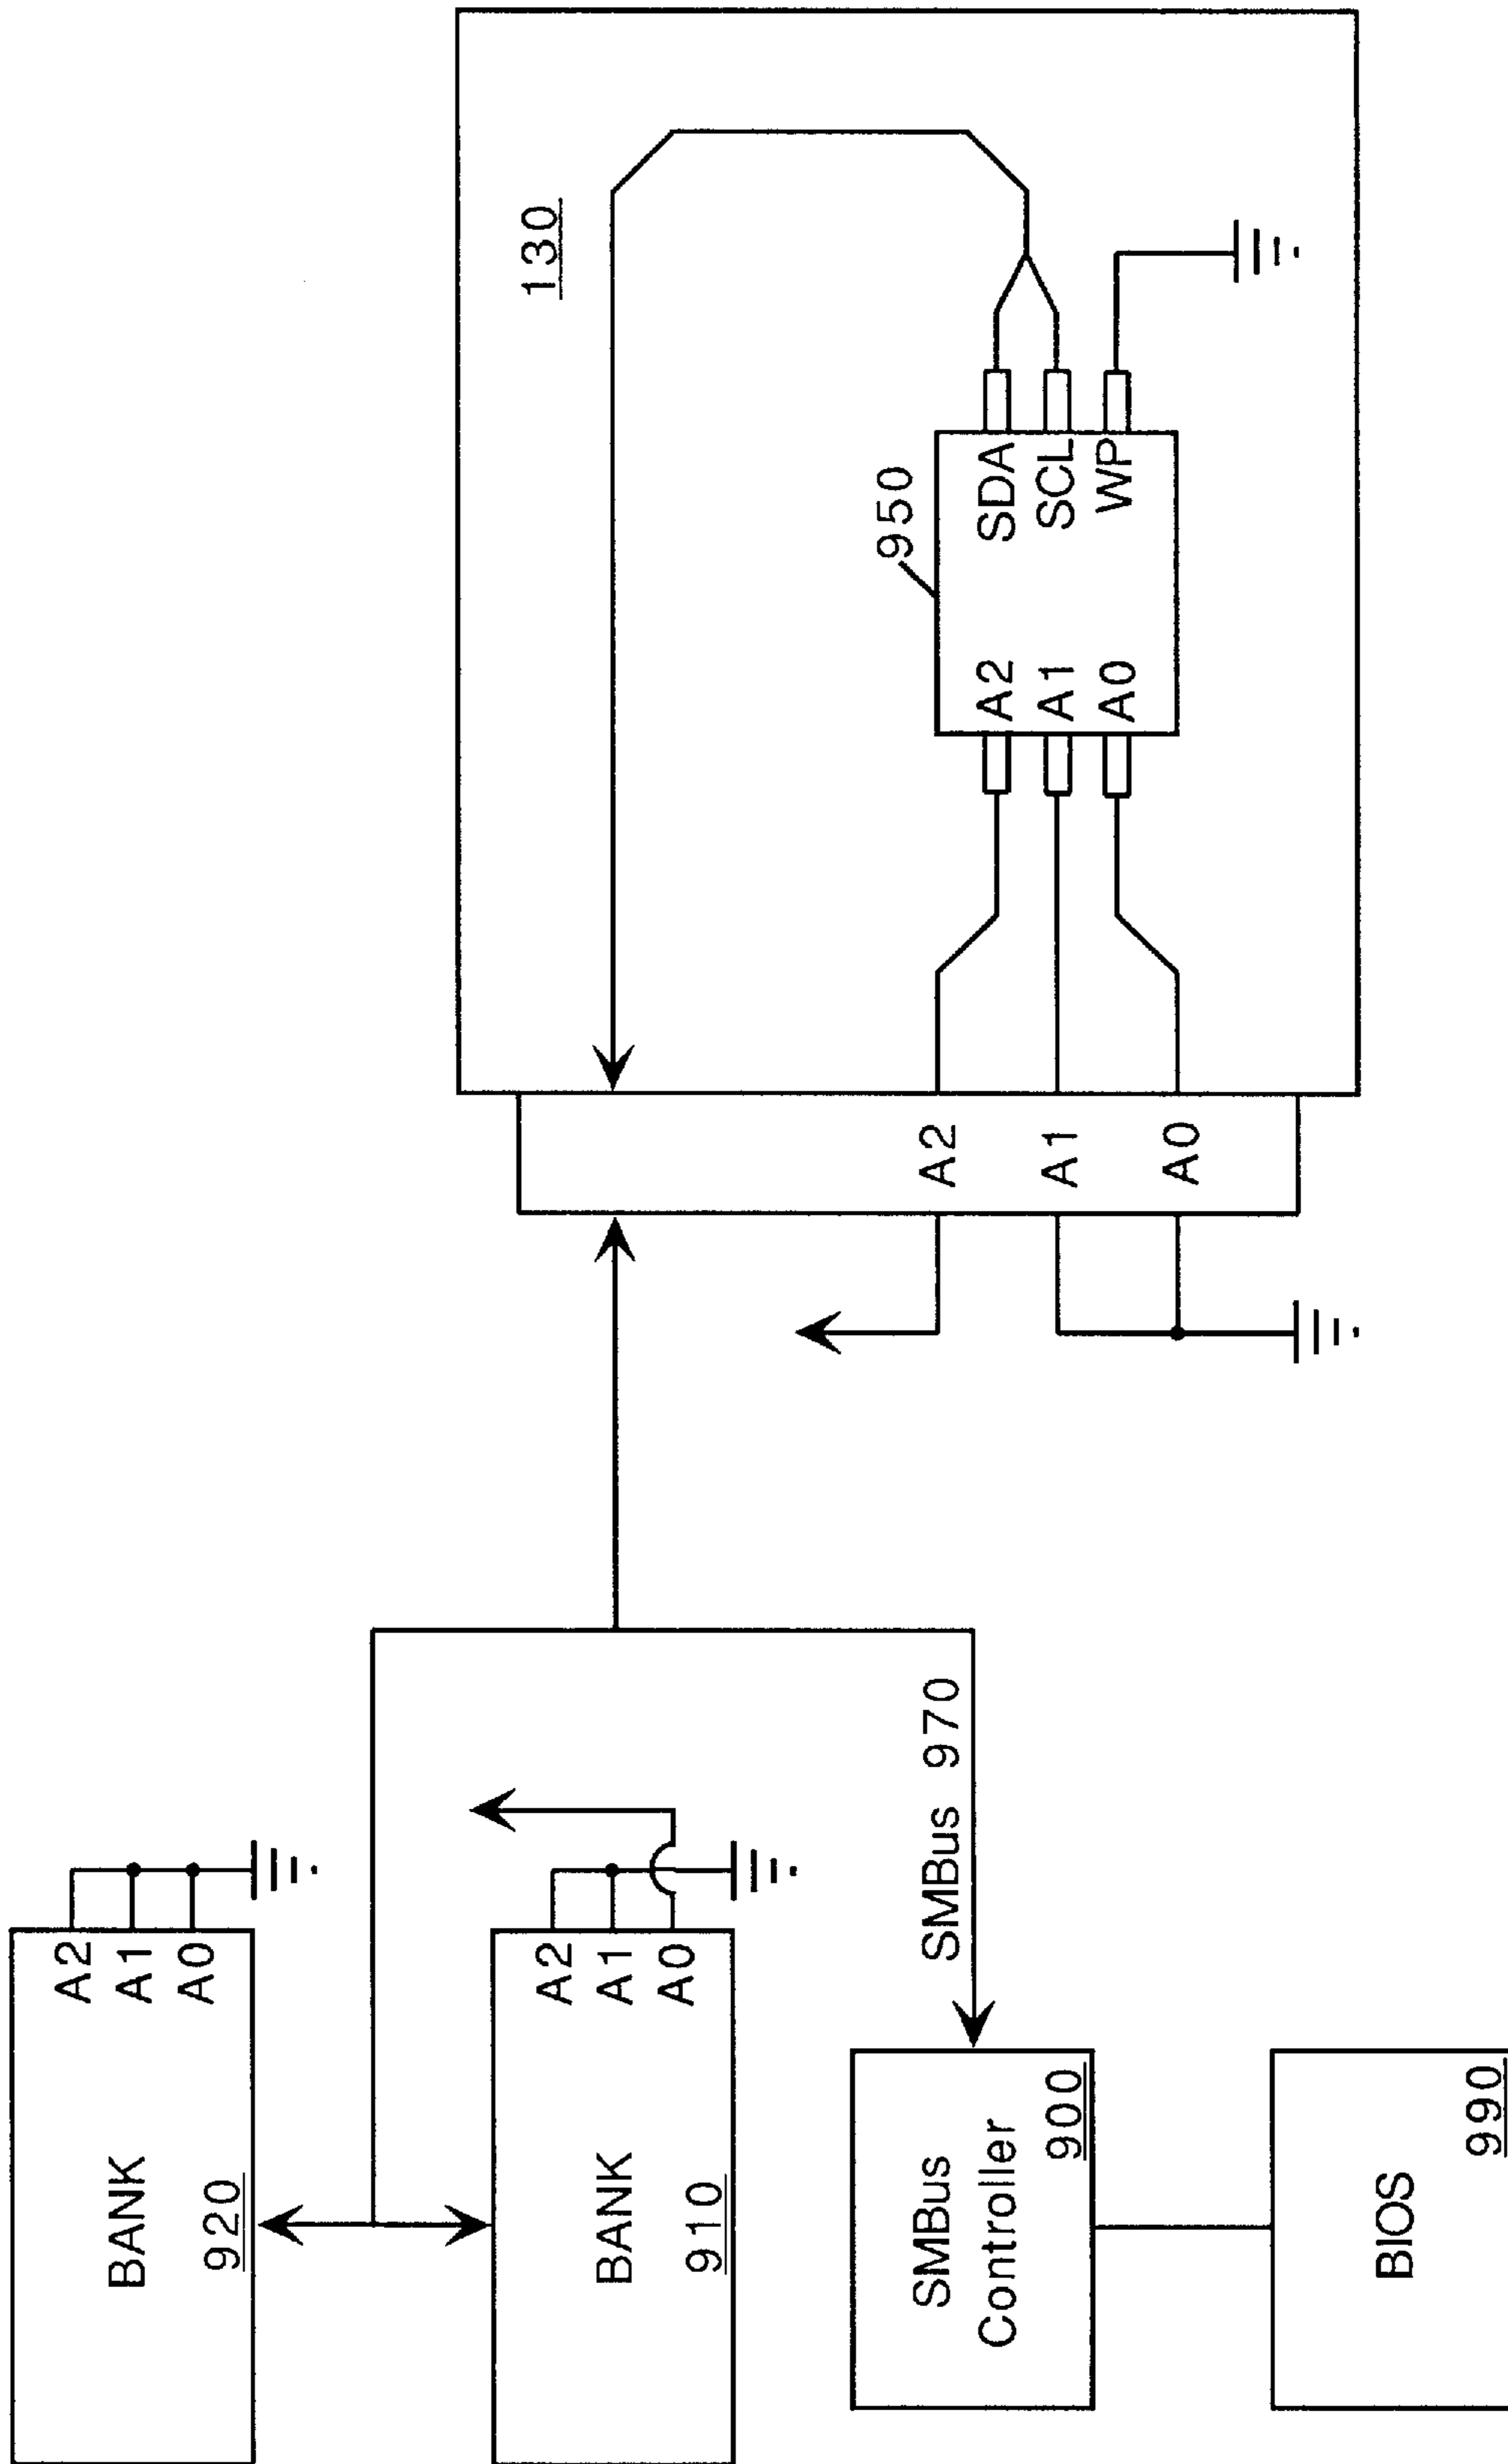 BANK
920
A2
A1
A0
BANK
910
A2
A1
A0
SMBus
Controller
900
BIOS
990
SMBus 970
A2
A1
A0
130
950
A2
A1
A0
SDA
SCL
WP